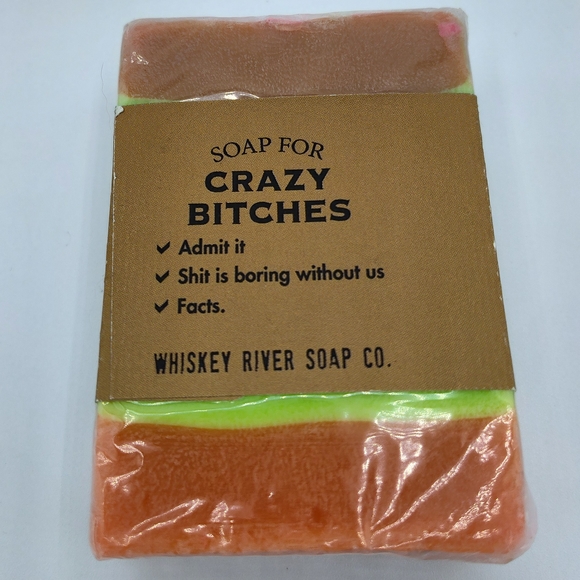 SOAP FOR
CRAZY
BITCHES
✓ Admit it
✓ Shit is boring without us
✓ Facts.
WHISKEY RIVER SOAP CO.